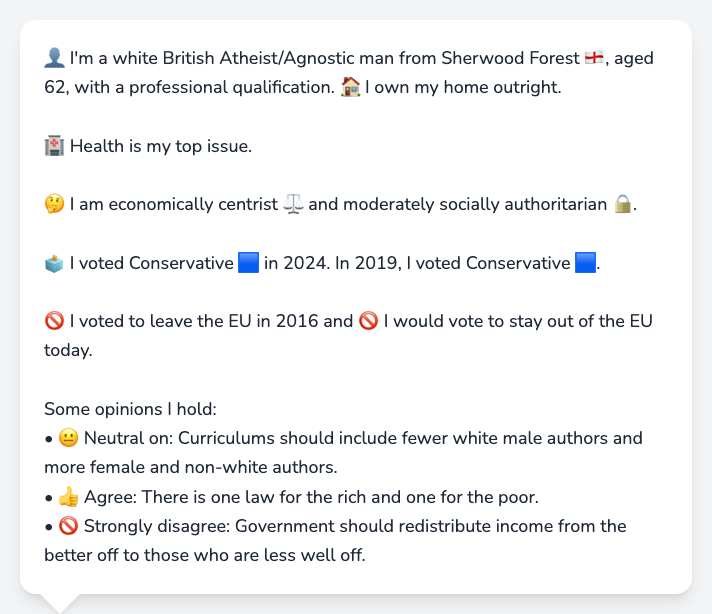 👤 I'm a white British Atheist/Agnostic man from Sherwood Forest 🏴󠁧󠁢󠁥󠁮󠁧󠁿, aged
62, with a professional qualification. 🏠 I own my home outright.
🏥 Health is my top issue.
🤔 I am economically centrist ⚖️ and moderately socially authoritarian 🔒.
🗳️ I voted Conservative 🟦 in 2024. In 2019, I voted Conservative 🟦.
🚫 I voted to leave the EU in 2016 and 🚫 I would vote to stay out of the EU
today.
Some opinions I hold:
• 😐 Neutral on: Curriculums should include fewer white male authors and
more female and non-white authors.
• 👍 Agree: There is one law for the rich and one for the poor.
• 🚫 Strongly disagree: Government should redistribute income from the
better off to those who are less well off.